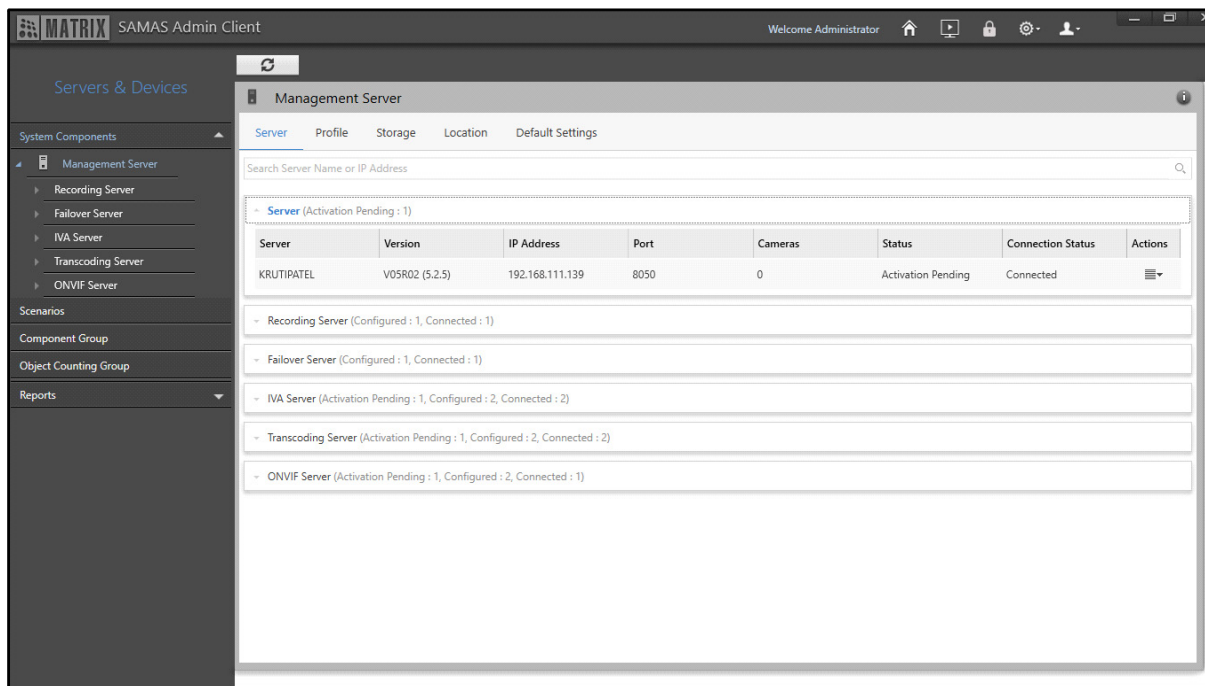 MATRIX SAMAS Admin Client
Welcome Administrator
Servers & Devices
System Components
Management Server
Recording Server
Failover Server
IVA Server
Transcoding Server
ONVIF Server
Scenarios
Component Group
Object Counting Group
Reports
Management Server
Server Profile Storage Location Default Settings
Search Server Name or IP Address
Server (Activation Pending : 1)
Server Version IP Address Port Cameras Status Connection Status Actions
KRUTIPATEL V05R02 (5.2.5) 192.168.111.139 8050 0 Activation Pending Connected
Recording Server (Configured : 1, Connected : 1)
Failover Server (Configured : 1, Connected : 1)
IVA Server (Activation Pending : 1, Configured : 2, Connected : 2)
Transcoding Server (Activation Pending : 1, Configured : 2, Connected : 2)
ONVIF Server (Activation Pending : 1, Configured : 2, Connected : 1)